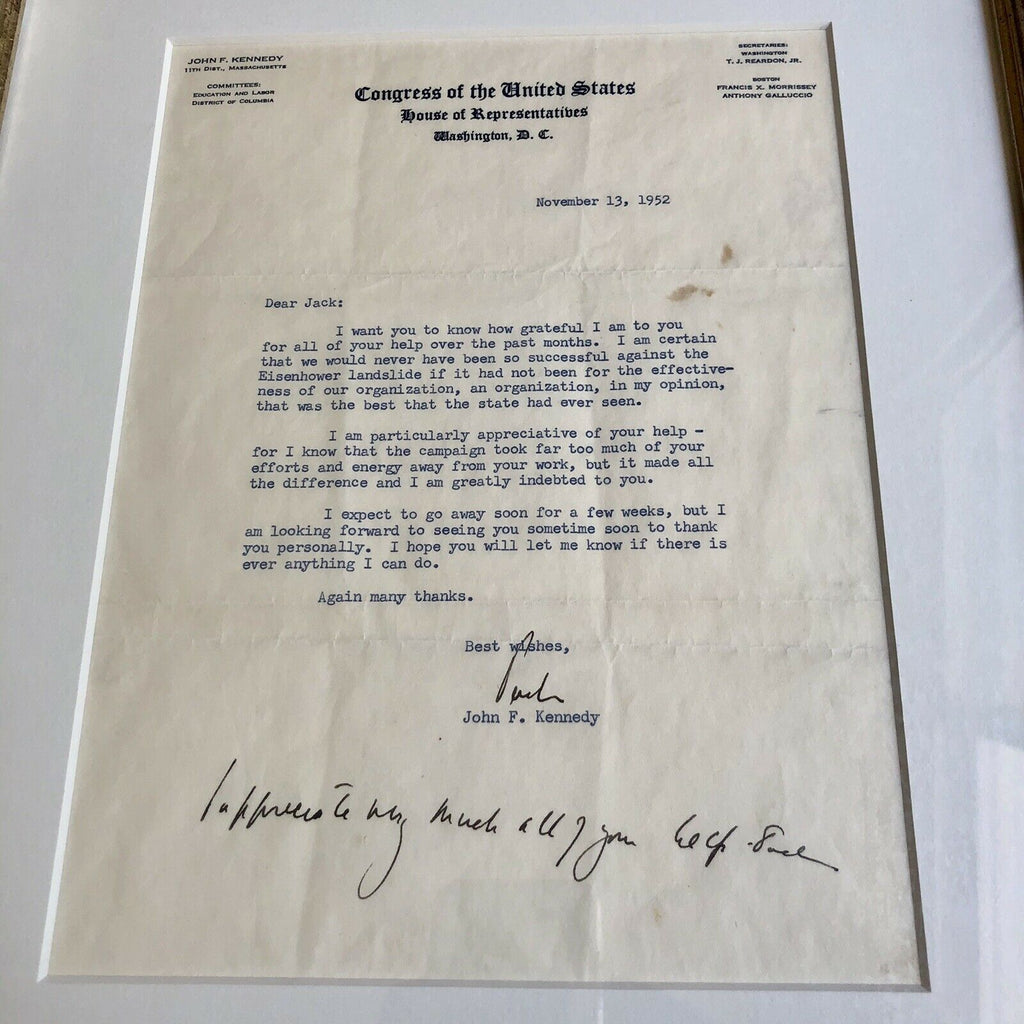 JOHN F. KENNEDY
11TH DIST., MASSACHUSETTS
COMMITTEES:
EDUCATION AND LABOR
DISTRICT OF COLUMBIA
SECRETARIES:
WASHINGTON
T. J. REARDON, JR.
BOSTON
FRANCIS X. MORRISSEY
ANTHONY GALLUCCIO
Congress of the United States
House of Representatives
Washington, D. C.
November 13, 1952
Dear Jack:
I want you to know how grateful I am to you
for all of your help over the past months. I am certain
that we would never have been so successful against the
Eisenhower landslide if it had not been for the effective-
ness of our organization, an organization, in my opinion,
that was the best that the state had ever seen.
I am particularly appreciative of your help -
for I know that the campaign took far too much of your
efforts and energy away from your work, but it made all
the difference and I am greatly indebted to you.
I expect to go away soon for a few weeks, but I
am looking forward to seeing you sometime soon to thank
you personally. I hope you will let me know if there is
ever anything I can do.
Again many thanks.
Best wishes,
Jack
John F. Kennedy
I appreciate very much all of your help - Jack